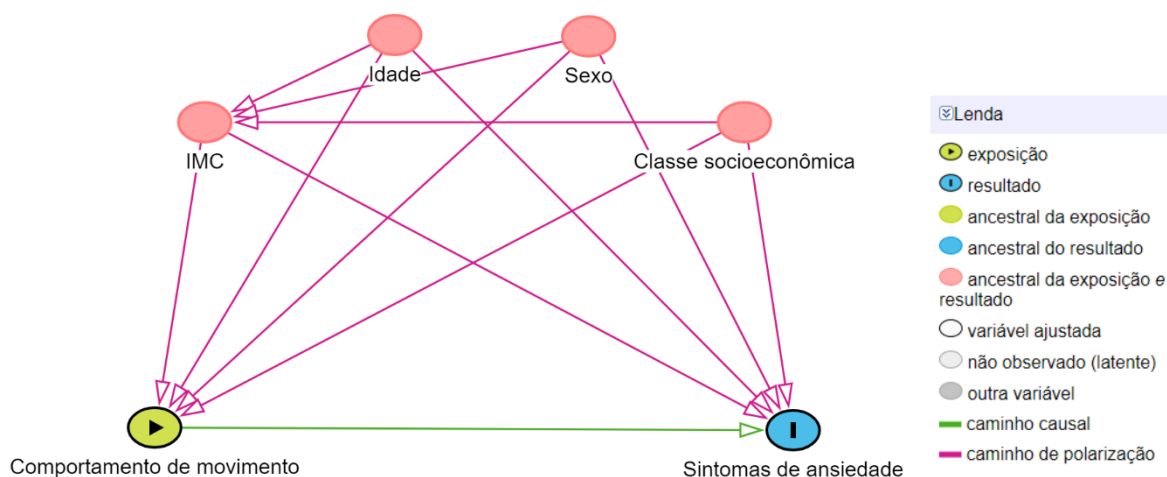 Idade
Sexo
IMC
Classe socioeconômica
Comportamento de movimento
Sintomas de ansiedade
Lenda
exposição
resultado
ancestral da exposição
ancestral do resultado
ancestral da exposição e
resultado
variável ajustada
não observado (latente)
outra variável
caminho causal
caminho de polarização